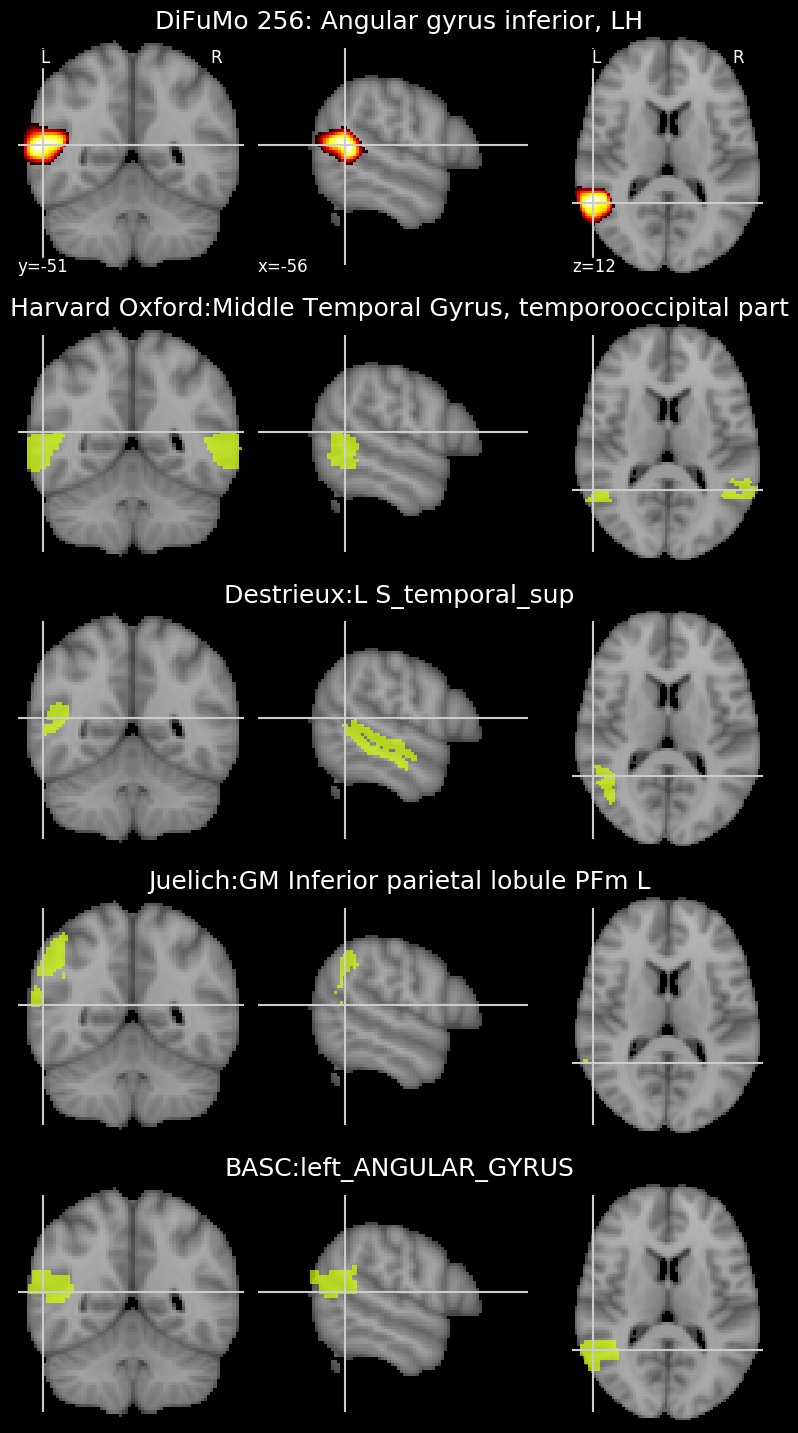 DiFuMo 256: Angular gyrus inferior, LH
L R L R
y=-51 x=-56 z=12
Harvard Oxford:Middle Temporal Gyrus, temporooccipital part
Destrieux:L S_temporal_sup
Juelich:GM Inferior parietal lobule PFm L
BASC:left_ANGULAR_GYRUS